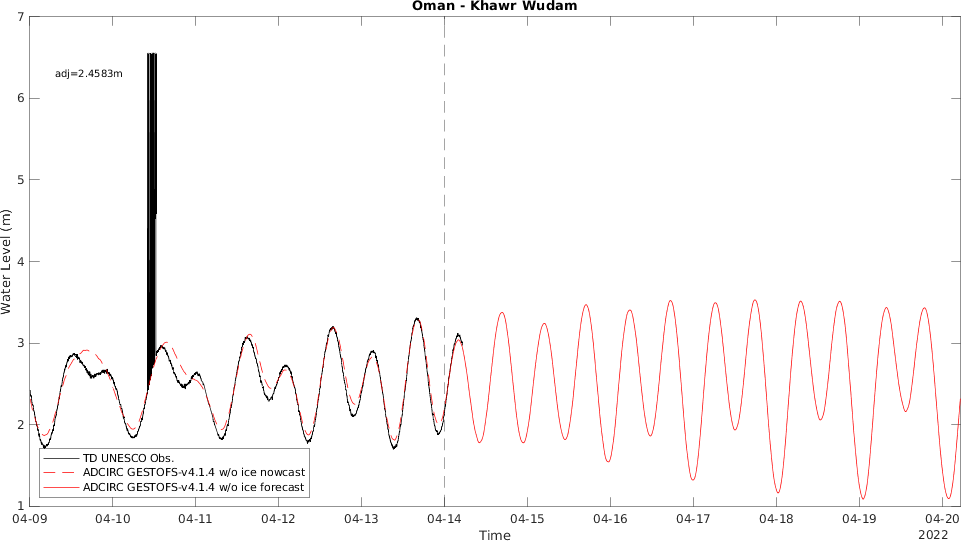 Oman - Khawr Wudam
7
adj=2.4583m
6
5
4
3
2
1
Water Level (m)
TD UNESCO Obs.
ADCIRC GESTOFS-v4.1.4 w/o ice nowcast
ADCIRC GESTOFS-v4.1.4 w/o ice forecast
04-09 04-10 04-11 04-12 04-13 04-14 04-15 04-16 04-17 04-18 04-19 04-20
Time
2022